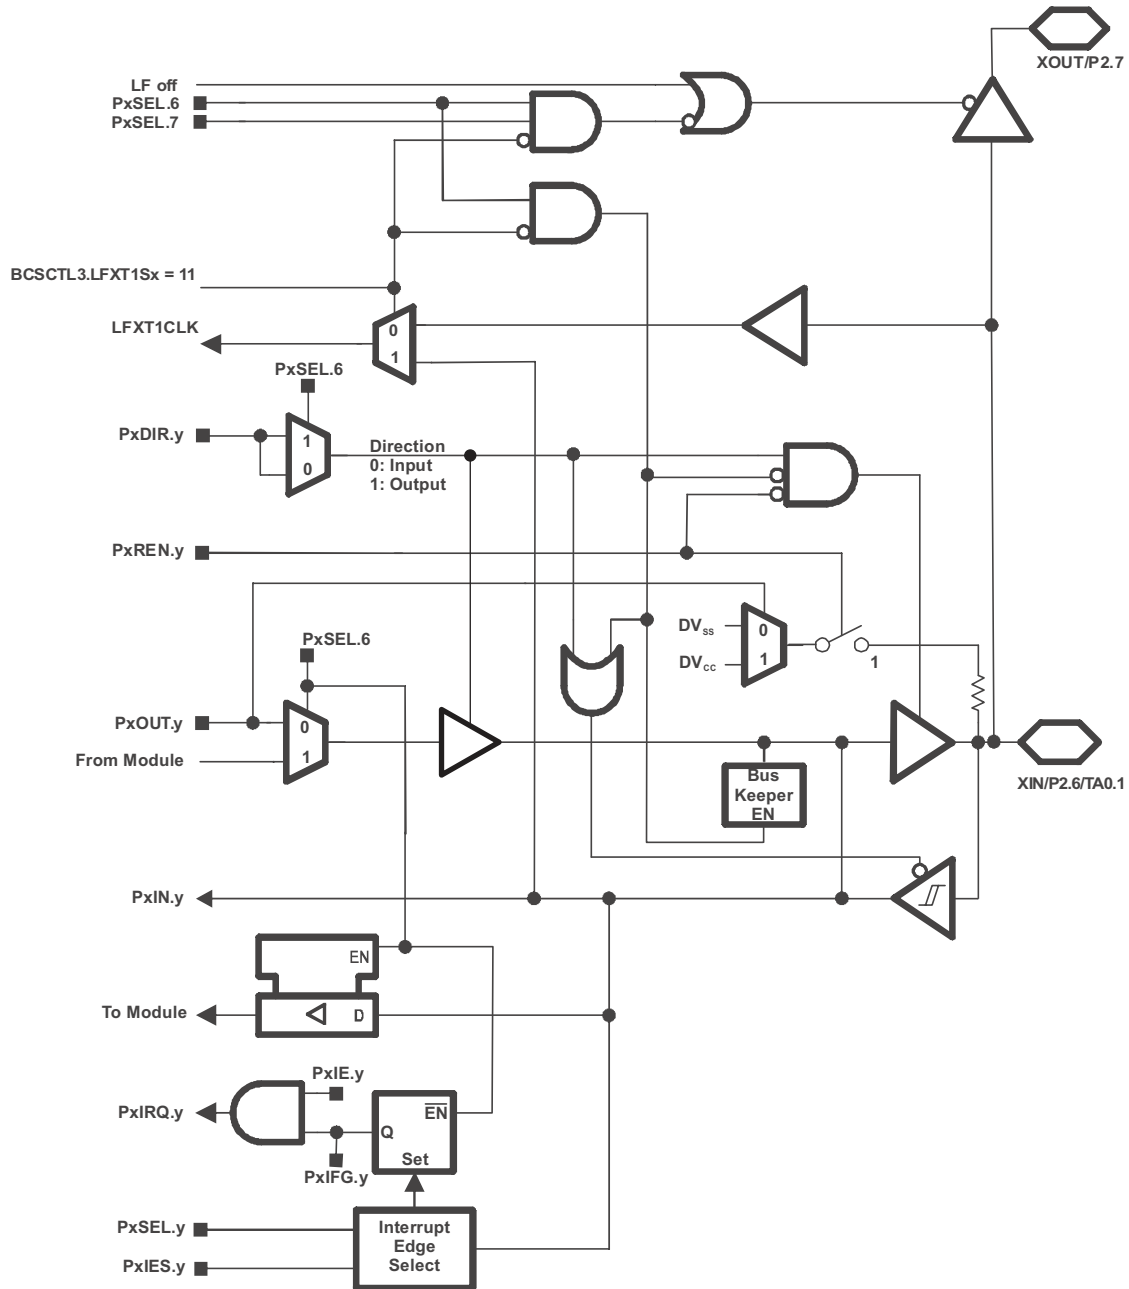 XOUT/P2.7
LF off
PxSEL.6
PxSEL.7
BCSCTL3.LFXT1Sx = 11
LFXT1CLK
0
1
PxSEL.6
PxDIR.y
1
0
Direction
0: Input
1: Output
PxREN.y
DVss
0
DVcc
1
1
PxSEL.6
PxOUT.y
0
From Module
1
Bus
Keeper
EN
XIN/P2.6/TA0.1
PxIN.y
EN
To Module
D
PxIE.y
PxIRQ.y
EN
Q
Set
PxIFG.y
PxSEL.y
PxIES.y
Interrupt
Edge
Select